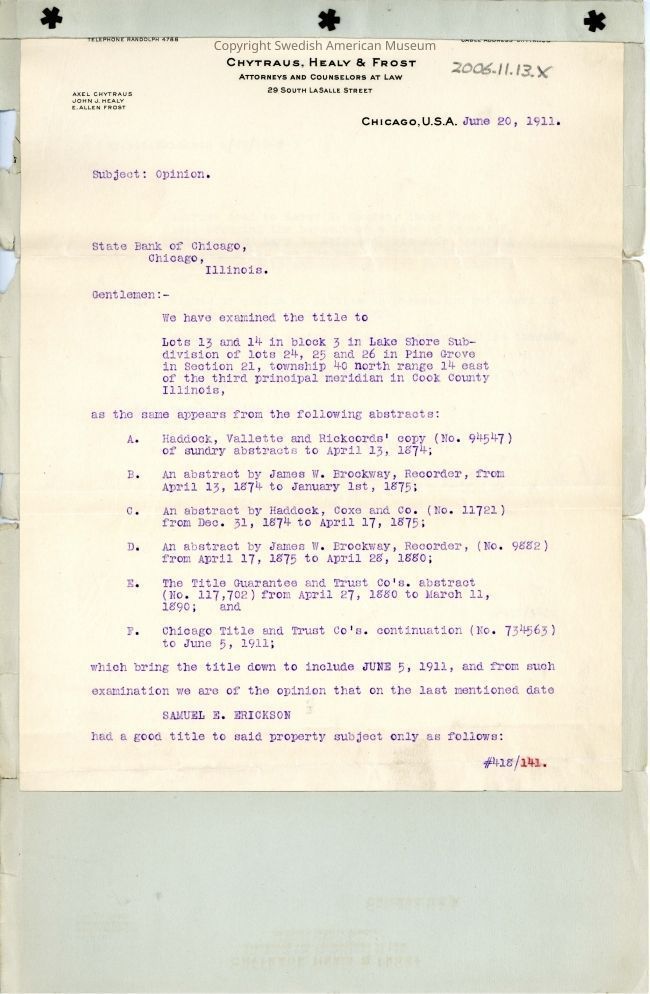 TELEPHONE RANDOLPH 4788
Copyright Swedish American Museum
CHYTRAUS, HEALY & FROST
ATTORNEYS AND COUNSELORS AT LAW
29 SOUTH LASALLE STREET
2006.11.13.X
AXEL CHYTRAUS
JOHN J. HEALY
E. ALLEN FROST
CHICAGO, U.S.A. June 20, 1911.
Subject: Opinion.
State Bank of Chicago,
Chicago,
Illinois.
Gentlemen:-
We have examined the title to
Lots 13 and 14 in block 3 in Lake Shore Sub-
division of lots 24, 25 and 26 in Pine Grove
in Section 21, township 40 north range 14 east
of the third principal meridian in Cook County
Illinois,
as the same appears from the following abstracts:
A. Haddock, Vallette and Rickcords' copy (No. 94547)
of sundry abstracts to April 13, 1874;
B. An abstract by James W. Brockway, Recorder, from
April 13, 1874 to January 1st, 1875;
C. An abstract by Haddock, Coxe and Co. (No. 11721)
from Dec. 31, 1874 to April 17, 1875;
D. An abstract by James W. Brockway, Recorder, (No. 9882)
from April 17, 1875 to April 28, 1880;
E. The Title Guarantee and Trust Co's. abstract
(No. 117,702) from April 27, 1880 to March 11,
1890; and
F. Chicago Title and Trust Co's. continuation (No. 734563)
to June 5, 1911;
which bring the title down to include JUNE 5, 1911, and from such
examination we are of the opinion that on the last mentioned date
SAMUEL E. ERICKSON
had a good title to said property subject only as follows:
#418/141.